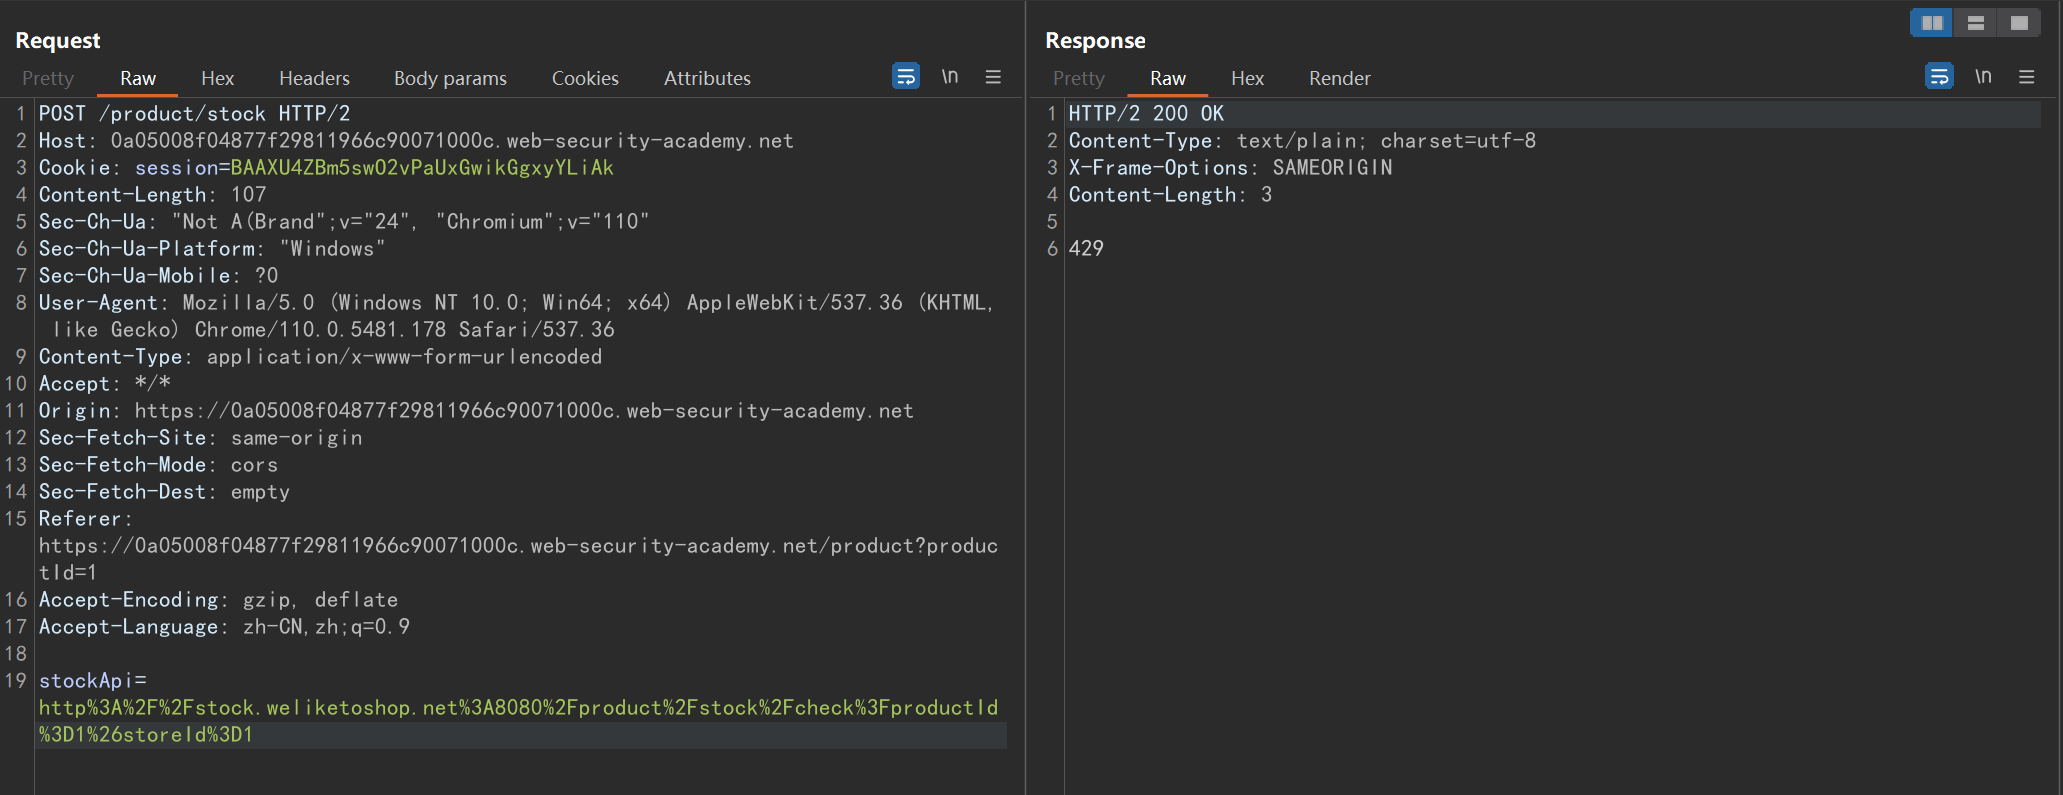 Request
Pretty Raw Hex Headers Body params Cookies Attributes \n
1 POST /product/stock HTTP/2
2 Host: 0a05008f04877f29811966c90071000c.web-security-academy.net
3 Cookie: session=BAAXU4ZBm5swO2vPaUxGwikGgxyYLiAk
4 Content-Length: 107
5 Sec-Ch-Ua: "Not A(Brand";v="24", "Chromium";v="110"
6 Sec-Ch-Ua-Platform: "Windows"
7 Sec-Ch-Ua-Mobile: ?0
8 User-Agent: Mozilla/5.0 (Windows NT 10.0; Win64; x64) AppleWebKit/537.36 (KHTML,
like Gecko) Chrome/110.0.5481.178 Safari/537.36
9 Content-Type: application/x-www-form-urlencoded
10 Accept: */*
11 Origin: https://0a05008f04877f29811966c90071000c.web-security-academy.net
12 Sec-Fetch-Site: same-origin
13 Sec-Fetch-Mode: cors
14 Sec-Fetch-Dest: empty
15 Referer:
https://0a05008f04877f29811966c90071000c.web-security-academy.net/product?produc
tId=1
16 Accept-Encoding: gzip, deflate
17 Accept-Language: zh-CN,zh;q=0.9
18
19 stockApi=
http%3A%2F%2Fstock.weliketoshop.net%3A8080%2Fproduct%2Fstock%2Fcheck%3FproductId
%3D1%26storeId%3D1
Response
Pretty Raw Hex Render \n
1 HTTP/2 200 OK
2 Content-Type: text/plain; charset=utf-8
3 X-Frame-Options: SAMEORIGIN
4 Content-Length: 3
5
6 429